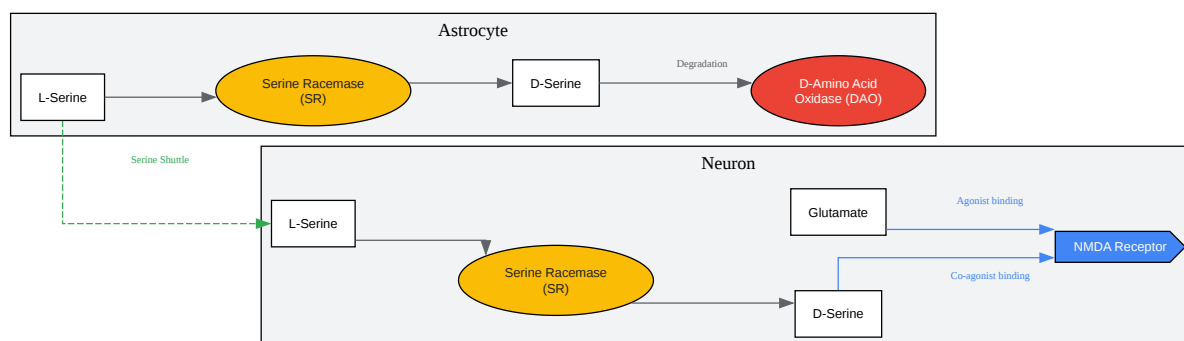 Astrocyte
L-Serine
Serine Racemase
(SR)
D-Serine
Degradation
D-Amino Acid
Oxidase (DAO)
Serine Shuttle
Neuron
L-Serine
Serine Racemase
(SR)
Glutamate
Agonist binding
NMDA Receptor
Co-agonist binding
D-Serine